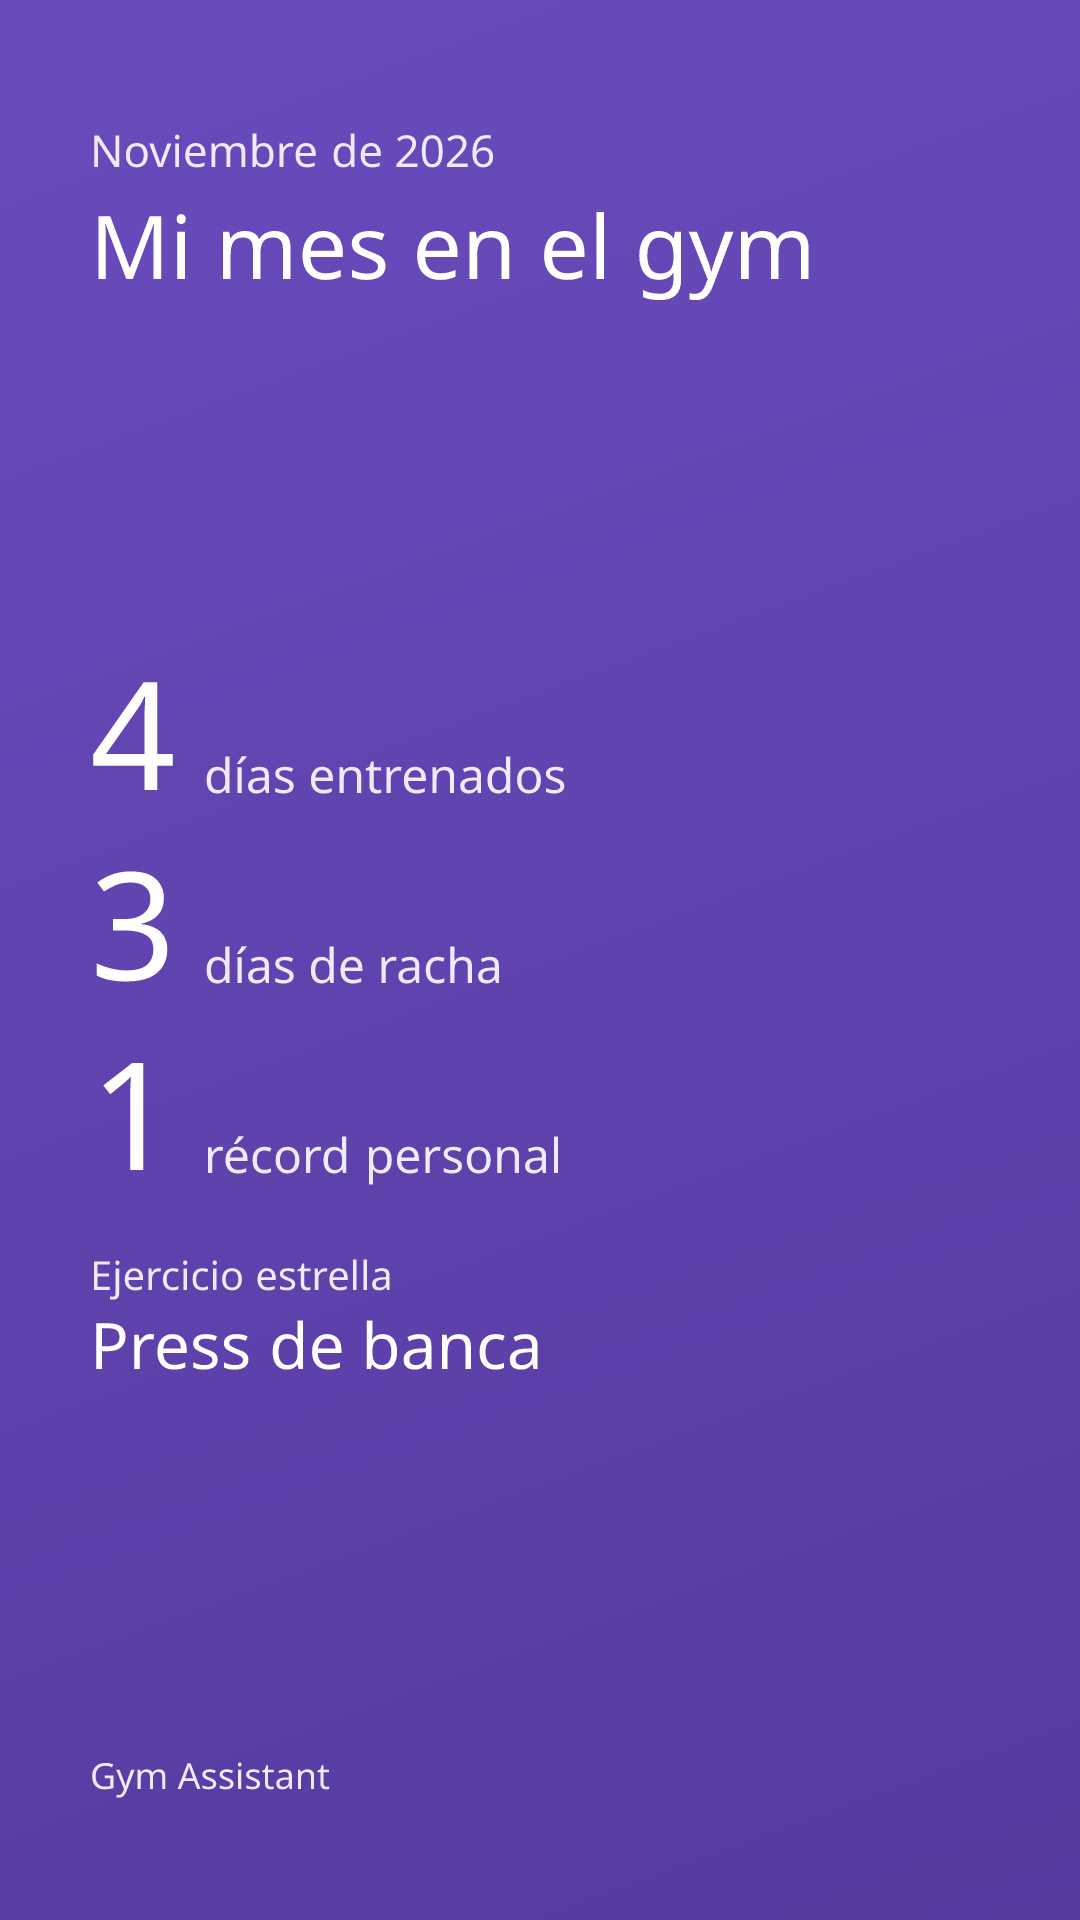 Noviembre de 2026
Mi mes en el gym
4 días entrenados
3 días de racha
1 récord personal
Ejercicio estrella
Press de banca
Gym Assistant